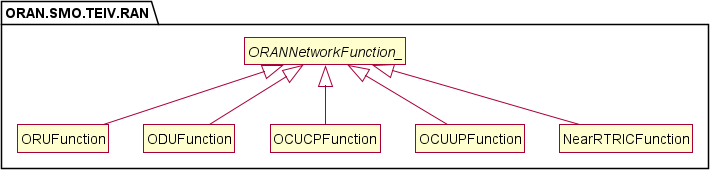 ORAN.SMO.TEIV.RAN
ORANNetworkFunction_
ORUFunction
ODUFunction
OCUCPFunction
OCUUPFunction
NearRTRICFunction